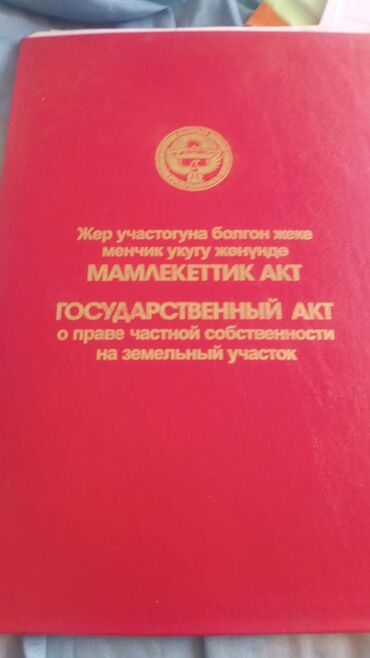 Жер участогуна болгон жеке
менчик укугу жөнүндө
МАМЛЕКЕТТИК АКТ
ГОСУДАРСТВЕННЫЙ АКТ
о праве частной собственности
на земельный участок